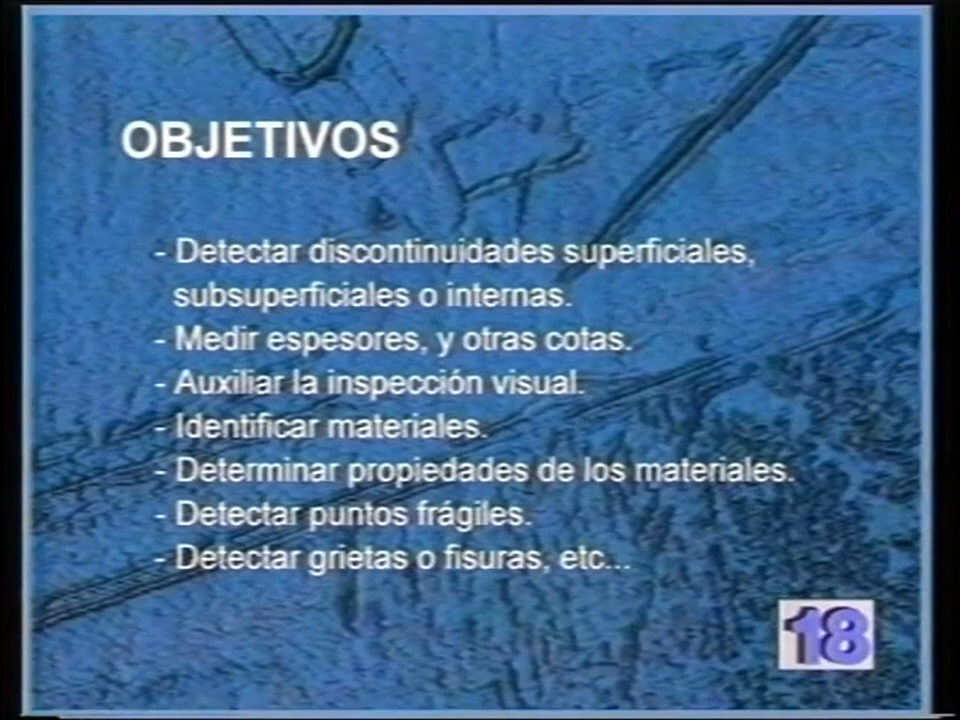 OBJETIVOS
- Detectar discontinuidades superficiales,
subsuperficiales o internas.
- Medir espesores, y otras cotas.
- Auxiliar la inspección visual.
- Identificar materiales.
- Determinar propiedades de los materiales.
- Detectar puntos frágiles.
- Detectar grietas o fisuras, etc...
18